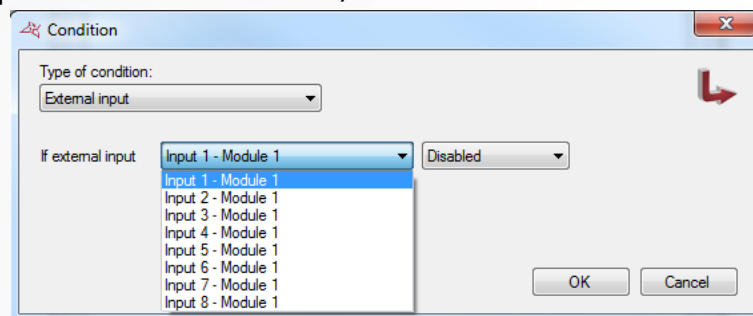 Condition
Type of condition:
External input
If external input
Input 1 - Module 1
Disabled
Input 1 - Module 1
Input 2 - Module 1
Input 3 - Module 1
Input 4 - Module 1
Input 5 - Module 1
Input 6 - Module 1
Input 7 - Module 1
Input 8 - Module 1
OK
Cancel